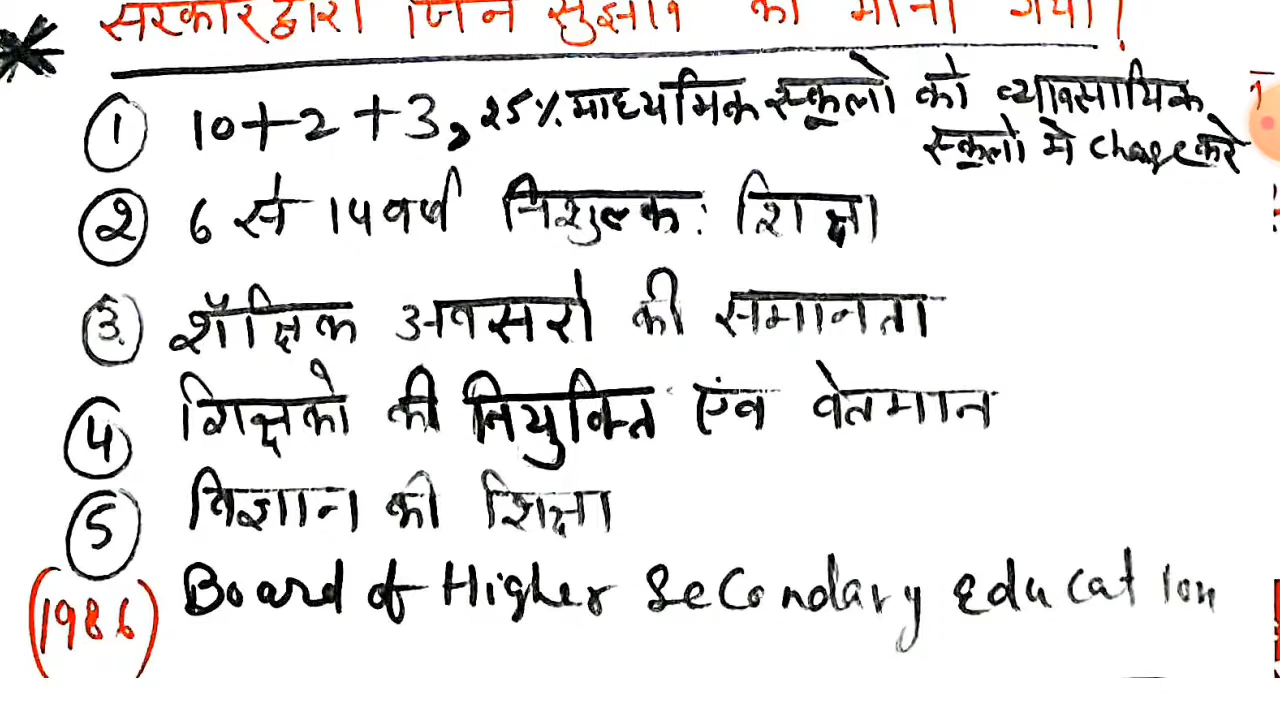 सरकार द्वारा जिन सुझाव को माना गया!
① 10+2+3, 25% माध्यमिक स्कूलो को व्यावसायिक
स्कूलो मे change करे
② 6 से 14 वर्ष निशुल्क: शिक्षा
③ शैक्षिक अवसरो की समानता
④ शिक्षको की नियुक्ति एंव वेतमान
⑤ विज्ञान की शिक्षा
(1986) Board of Higher Secondary Education